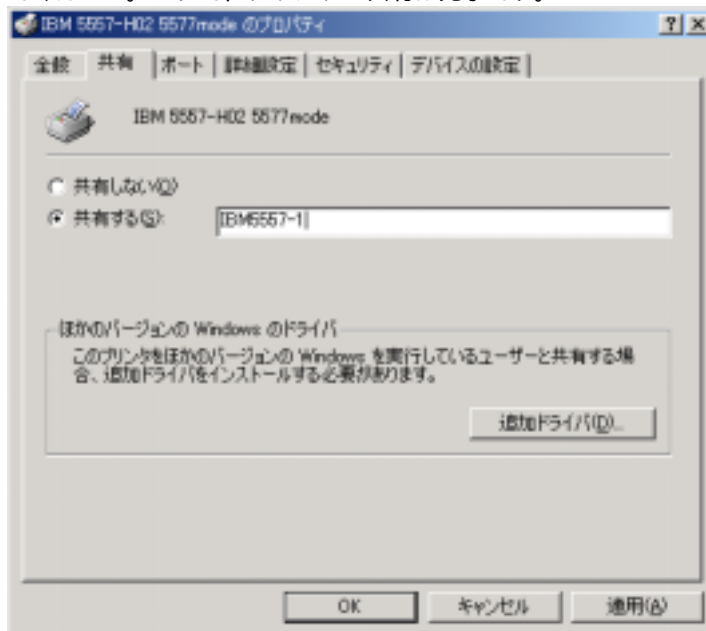 IBM 5557-H02 5577mode のプロパティ
全般 共有 ポート 詳細設定 セキュリティ デバイスの設定
IBM 5557-H02 5577mode
共有しない(O)
共有する(S):
IBM5557-1
ほかのバージョンの Windows のドライバ
このプリンタをほかのバージョンの Windows を実行しているユーザーと共有する場
合、追加ドライバをインストールする必要があります。
追加ドライバ(D)...
OK キャンセル 適用(A)